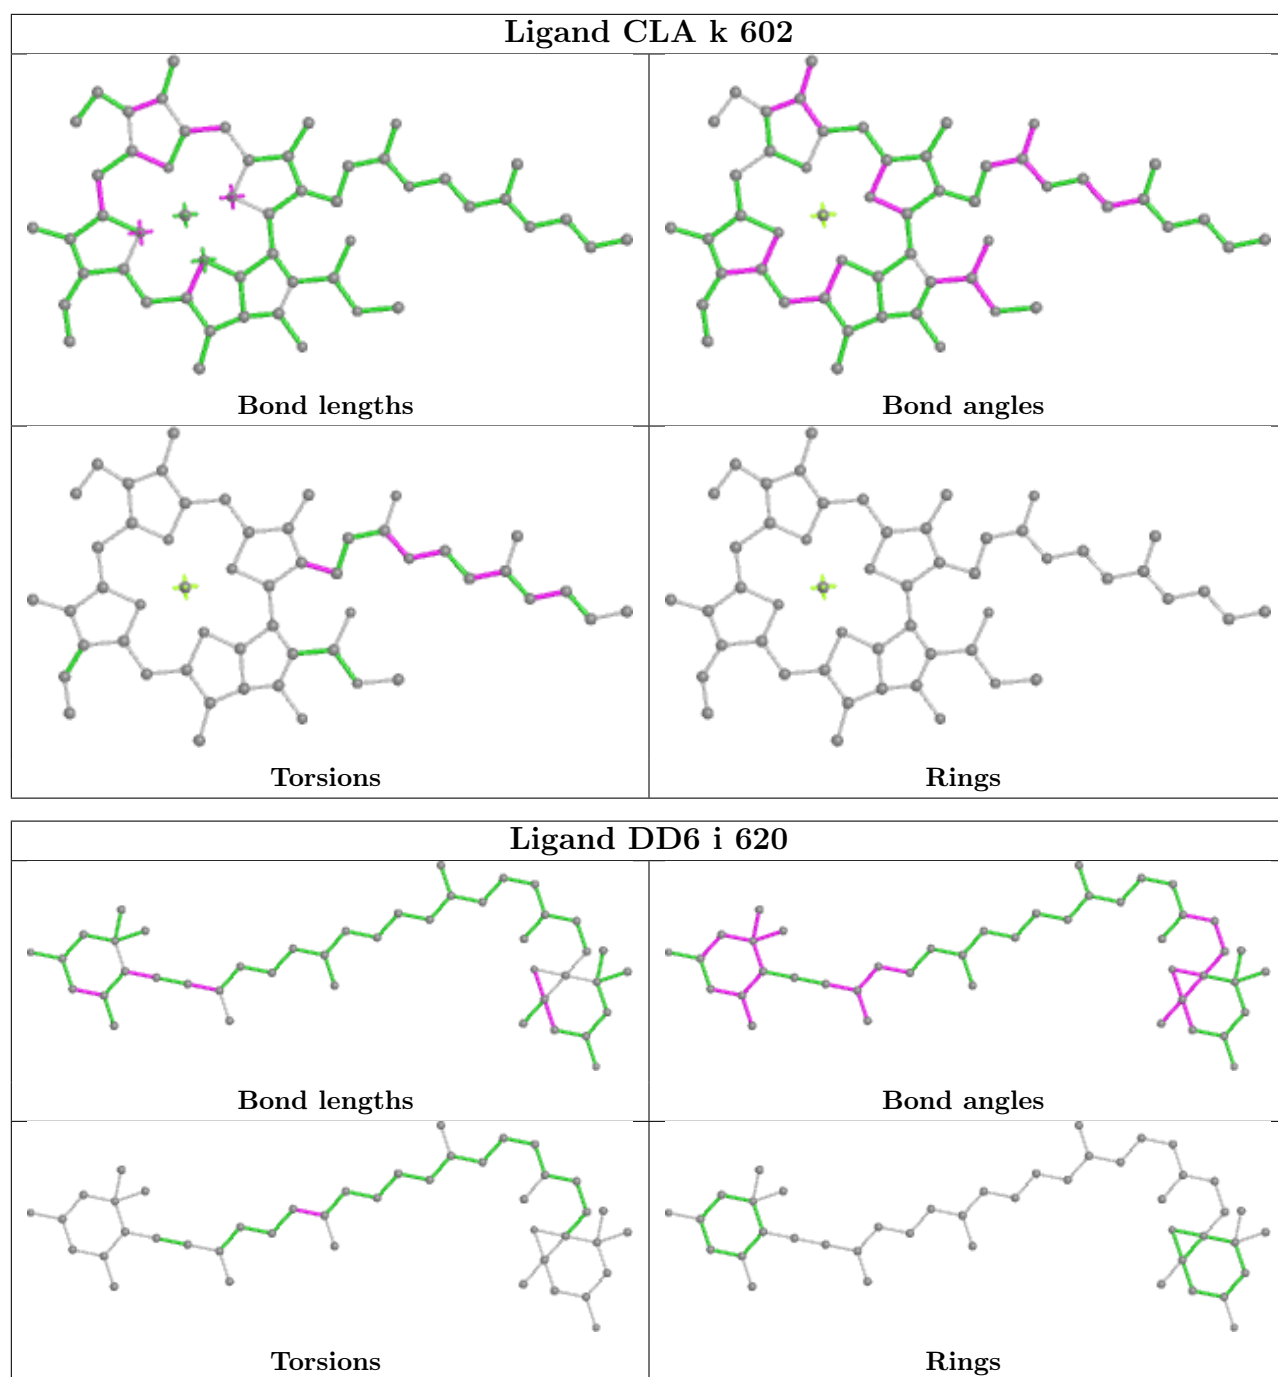 Ligand CLA k 602
Bond lengths
Bond angles
Torsions
Rings
Ligand DD6 i 620
Bond lengths
Bond angles
Torsions
Rings